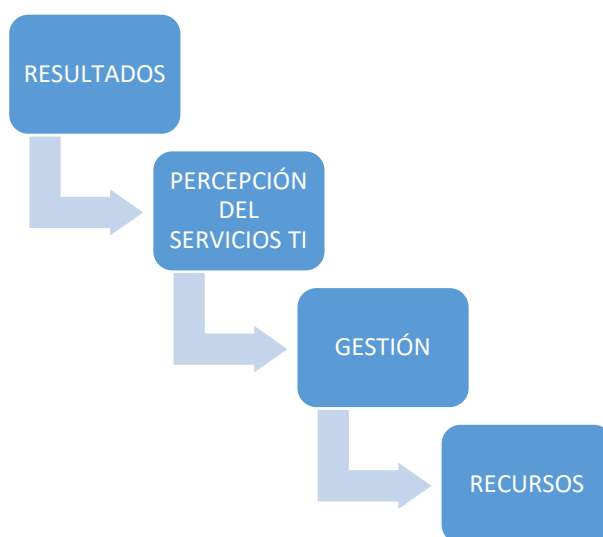 RESULTADOS
PERCEPCIÓN
DEL
SERVICIOS TI
GESTIÓN
RECURSOS